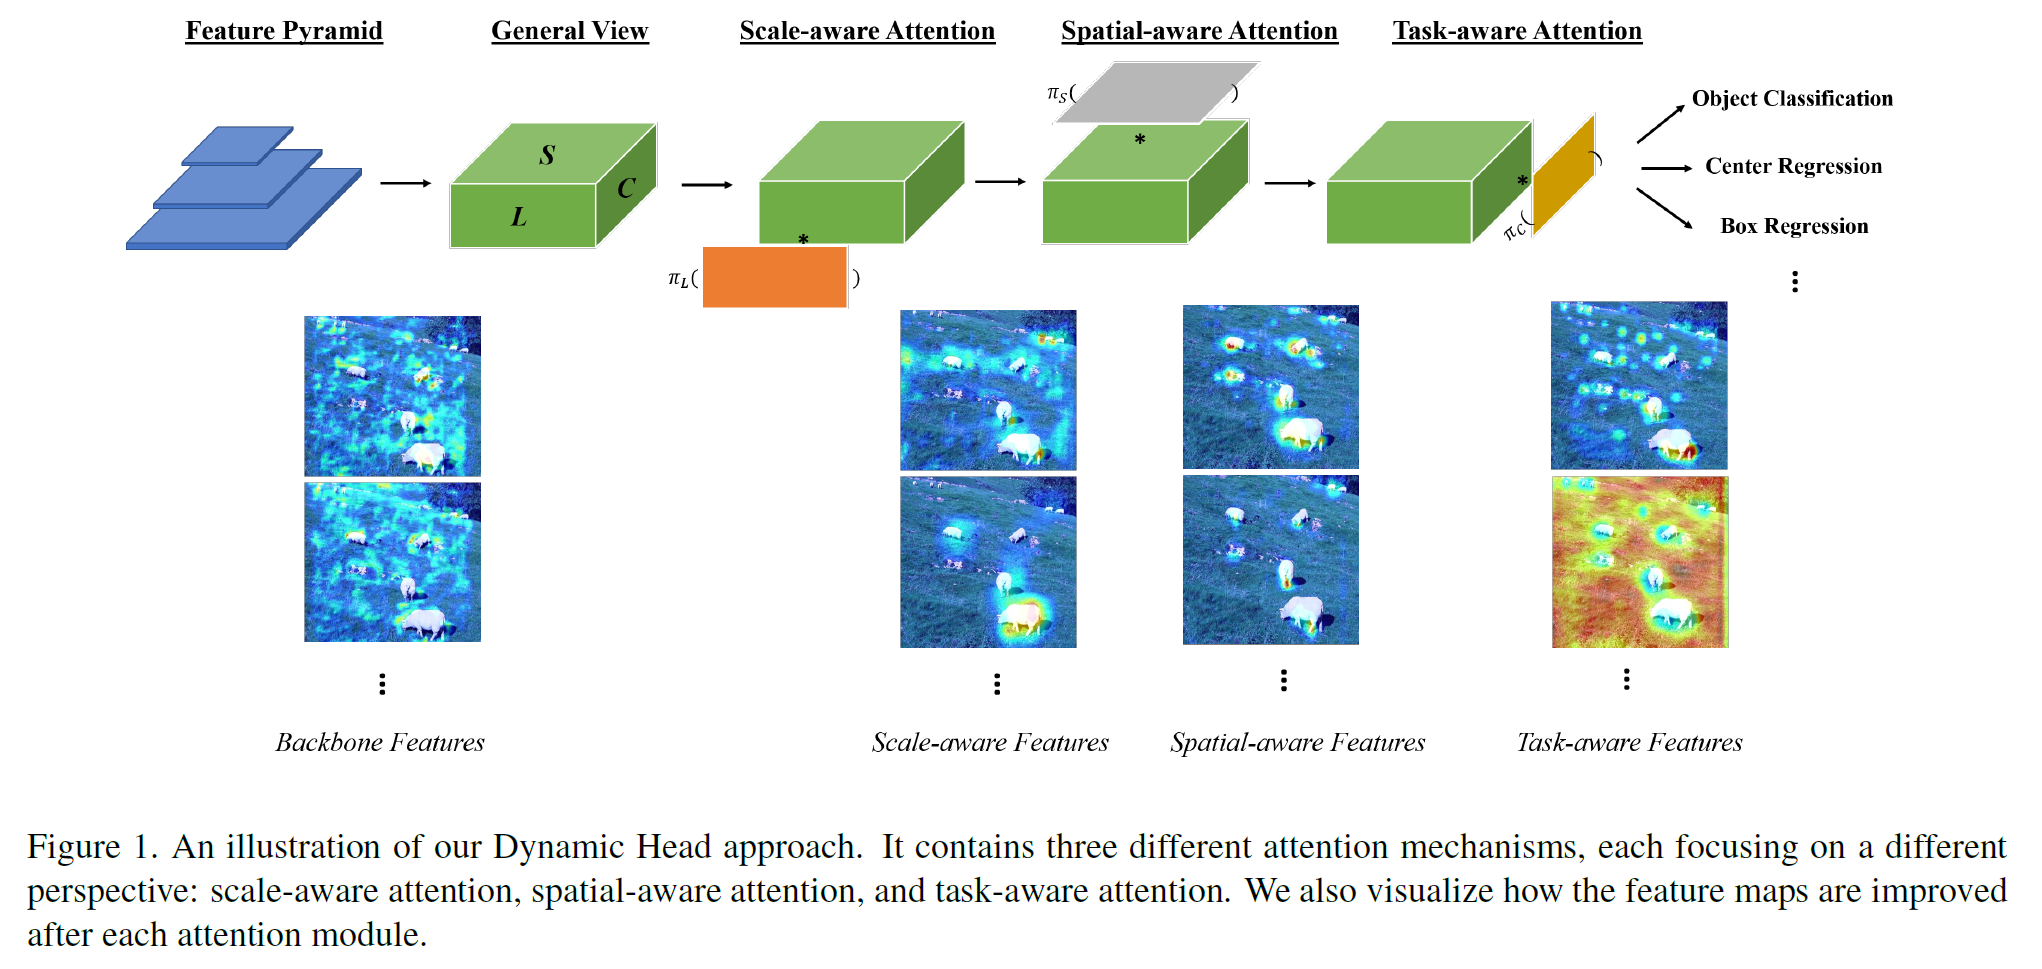 Feature Pyramid
General View
Scale-aware Attention
Spatial-aware Attention
Task-aware Attention
S
C
L
*
π_L( )
π_S( )
*
*
π_C( )
Object Classification
Center Regression
Box Regression
⋮
⋮
⋮
⋮
⋮
Backbone Features
Scale-aware Features
Spatial-aware Features
Task-aware Features
Figure 1. An illustration of our Dynamic Head approach. It contains three different attention mechanisms, each focusing on a different
perspective: scale-aware attention, spatial-aware attention, and task-aware attention. We also visualize how the feature maps are improved
after each attention module.